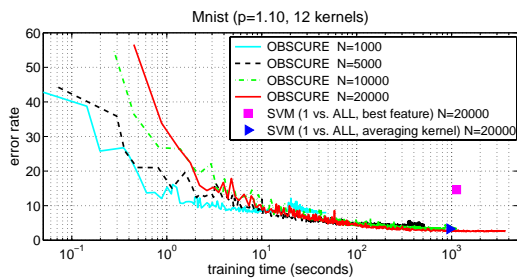 Mnist (p=1.10, 12 kernels)
60
50
40
30
20
10
0
error rate
OBSCURE N=1000
OBSCURE N=5000
OBSCURE N=10000
OBSCURE N=20000
SVM (1 vs. ALL, best feature) N=20000
SVM (1 vs. ALL, averaging kernel) N=20000
10⁻¹ 10⁰ 10¹ 10² 10³
training time (seconds)